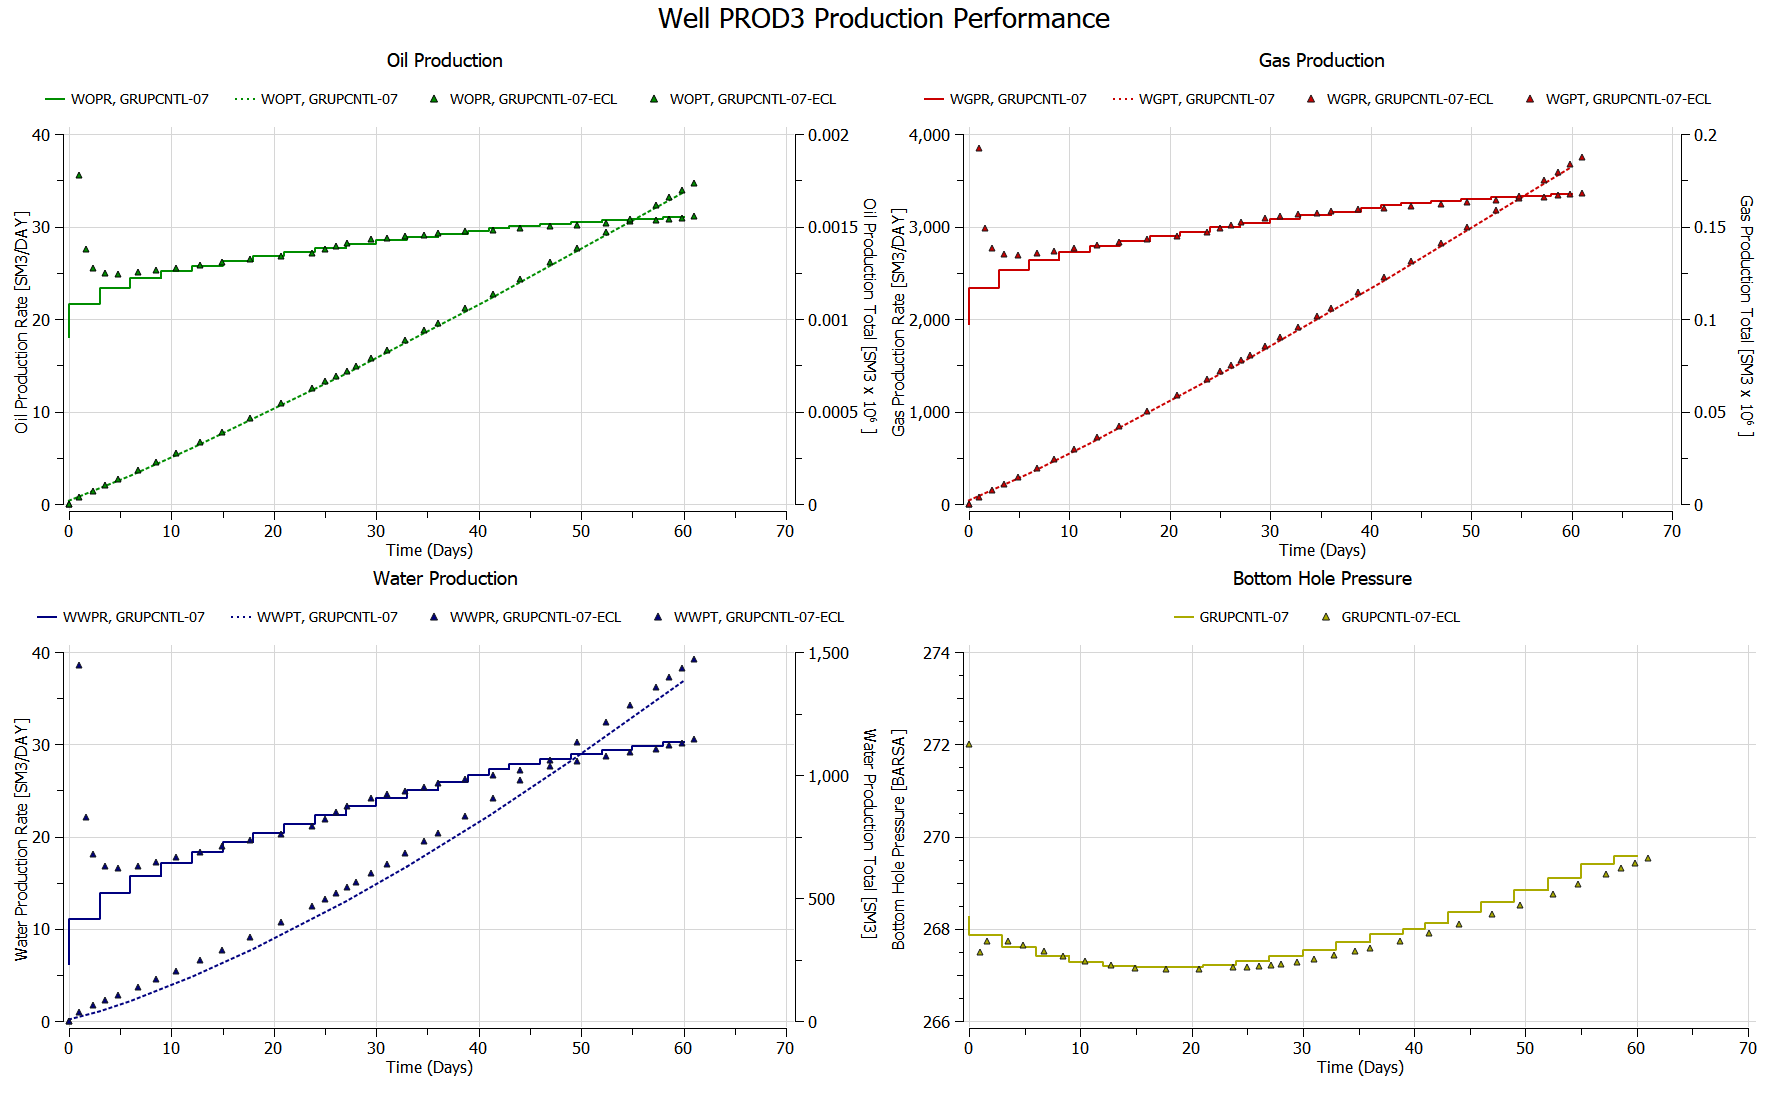 Well PROD3 Production Performance
Oil Production
WOPR, GRUPCNTL-07 WOPT, GRUPCNTL-07 WOPR, GRUPCNTL-07-ECL WOPT, GRUPCNTL-07-ECL
Oil Production Rate [SM3/DAY]
40
30
20
10
0
0.002
0.0015
0.001
0.0005
0
Oil Production Total [SM3 x 10⁶ ]
0 10 20 30 40 50 60 70
Time (Days)
Gas Production
WGPR, GRUPCNTL-07 WGPT, GRUPCNTL-07 WGPR, GRUPCNTL-07-ECL WGPT, GRUPCNTL-07-ECL
Gas Production Rate [SM3/DAY]
4,000
3,000
2,000
1,000
0
0.2
0.15
0.1
0.05
0
Gas Production Total [SM3 x 10⁶ ]
0 10 20 30 40 50 60 70
Time (Days)
Water Production
WWPR, GRUPCNTL-07 WWPT, GRUPCNTL-07 WWPR, GRUPCNTL-07-ECL WWPT, GRUPCNTL-07-ECL
Water Production Rate [SM3/DAY]
40
30
20
10
0
1,500
1,000
500
0
Water Production Total [SM3]
0 10 20 30 40 50 60 70
Time (Days)
Bottom Hole Pressure
GRUPCNTL-07 GRUPCNTL-07-ECL
Bottom Hole Pressure [BARSA]
274
272
270
268
266
0 10 20 30 40 50 60 70
Time (Days)